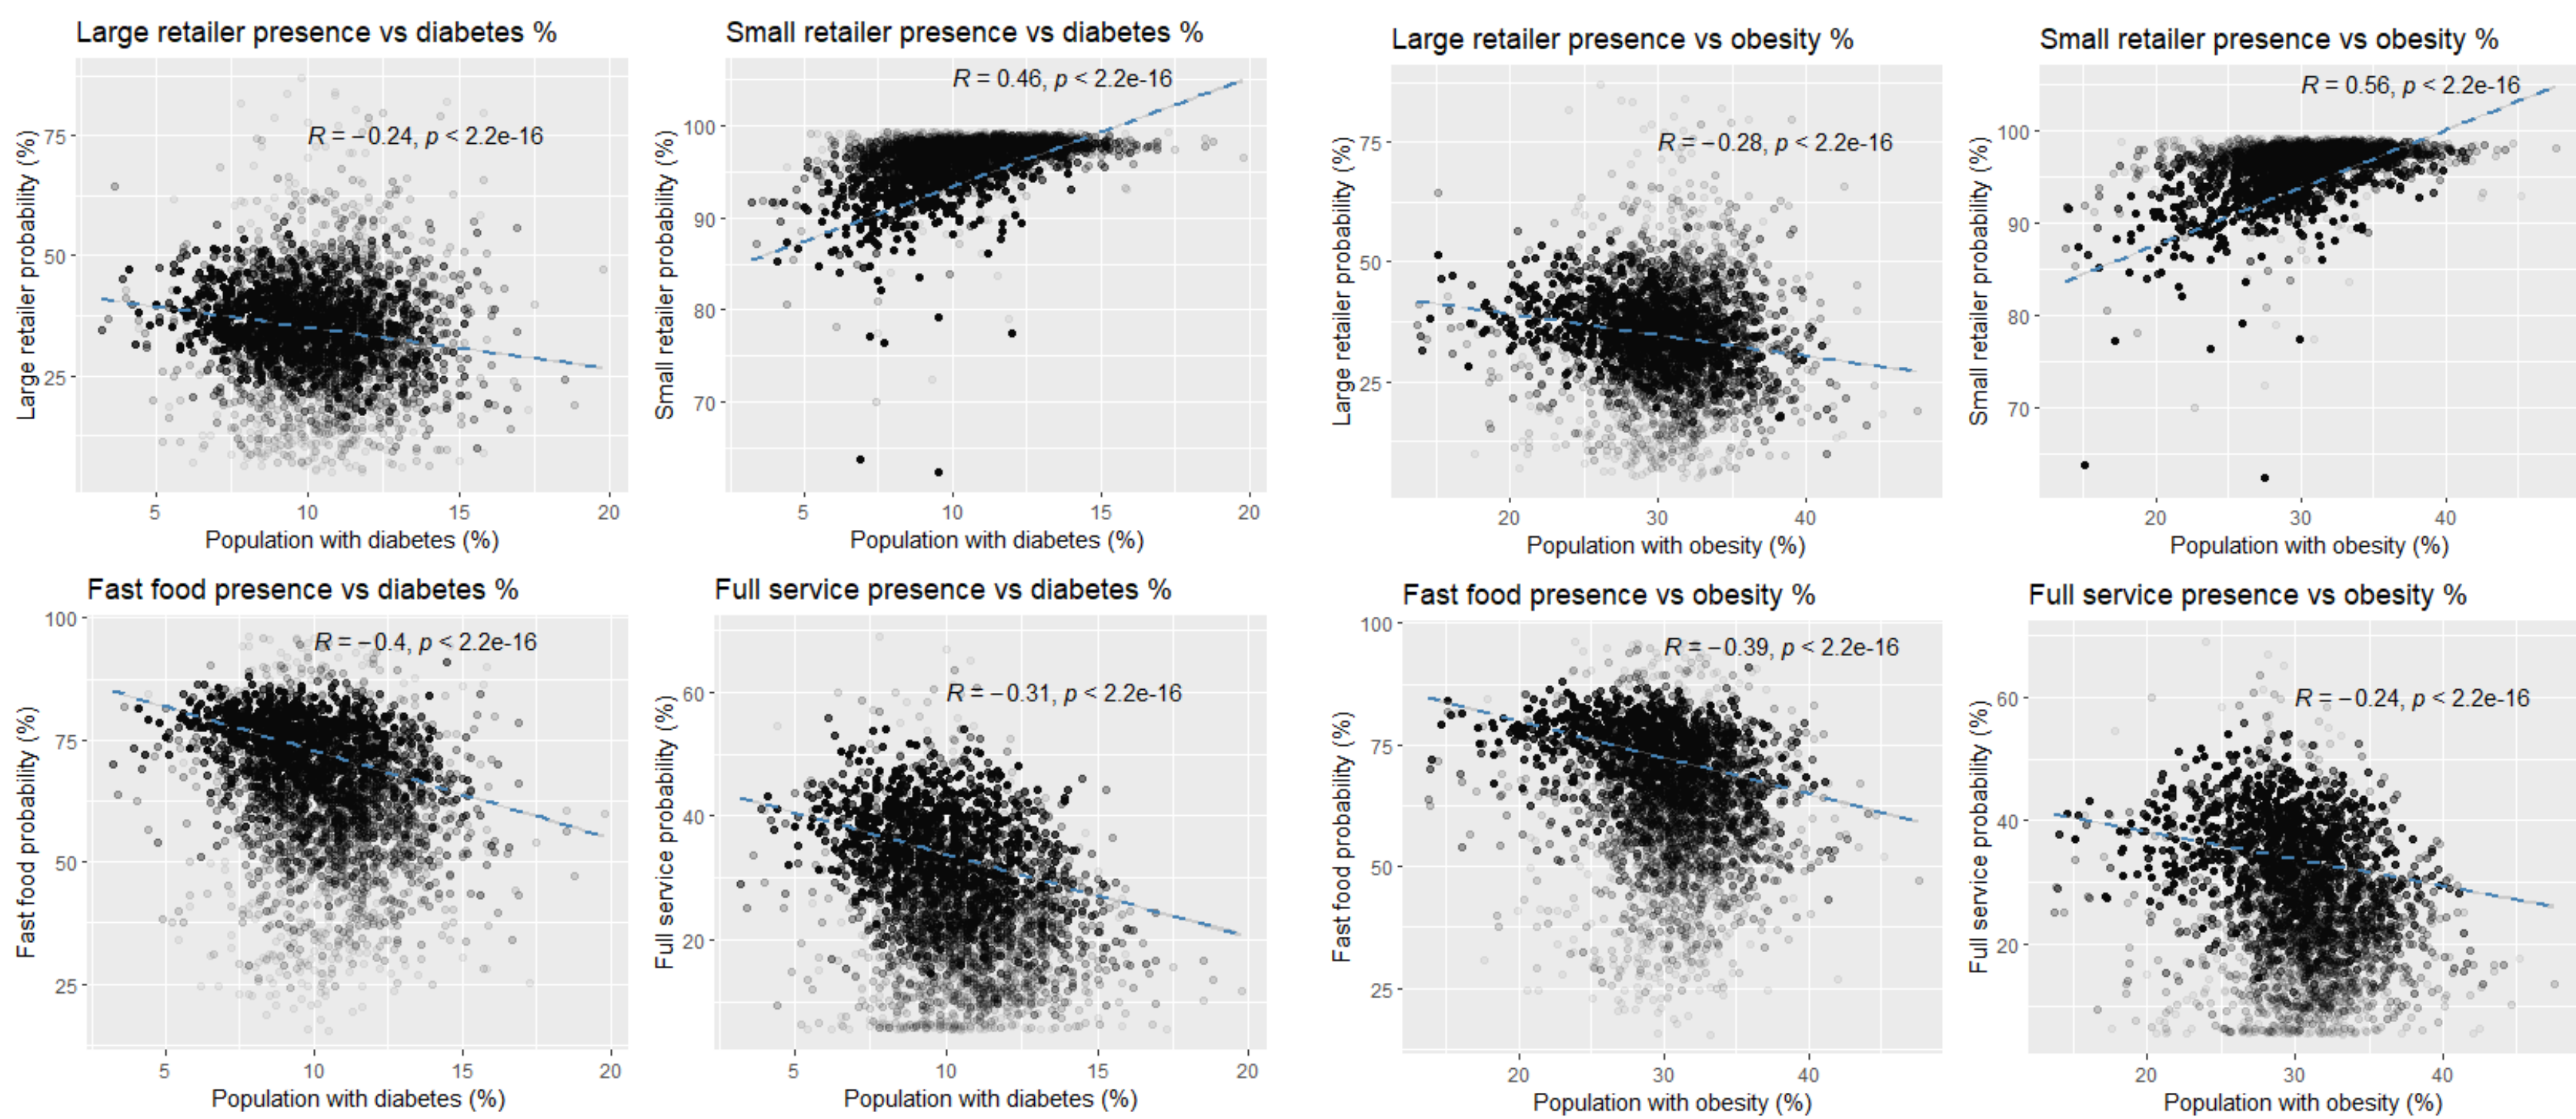 Large retailer presence vs diabetes %
R = −0.24, p < 2.2e-16
Large retailer probability (%)
75
50
25
5 10 15 20
Population with diabetes (%)
Small retailer presence vs diabetes %
R = 0.46, p < 2.2e-16
Small retailer probability (%)
100
90
80
70
5 10 15 20
Population with diabetes (%)
Large retailer presence vs obesity %
R = −0.28, p < 2.2e-16
Large retailer probability (%)
75
50
25
20 30 40
Population with obesity (%)
Small retailer presence vs obesity %
R = 0.56, p < 2.2e-16
Small retailer probability (%)
100
90
80
70
20 30 40
Population with obesity (%)
Fast food presence vs diabetes %
R = −0.4, p < 2.2e-16
Fast food probability (%)
100
75
50
25
5 10 15 20
Population with diabetes (%)
Full service presence vs diabetes %
R = −0.31, p < 2.2e-16
Full service probability (%)
60
40
20
5 10 15 20
Population with diabetes (%)
Fast food presence vs obesity %
R = −0.39, p < 2.2e-16
Fast food probability (%)
100
75
50
25
20 30 40
Population with obesity (%)
Full service presence vs obesity %
R = −0.24, p < 2.2e-16
Full service probability (%)
60
40
20
20 30 40
Population with obesity (%)